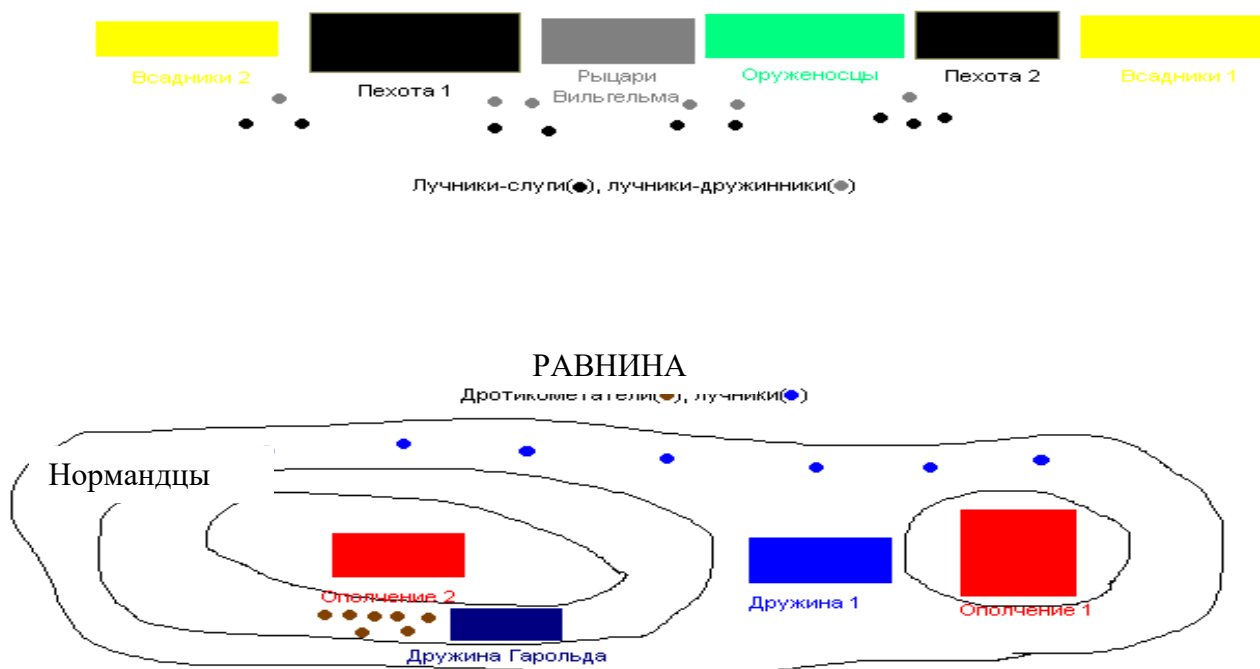 Всадники 2
Пехота 1
Рыцари
Вильгельма
Оруженосцы
Пехота 2
Всадники 1
Лучники-слуги(●), лучники-дружинники(●)
РАВНИНА
Дротикометатели(●), лучники(●)
Нормандцы
Ополчение 2
Дружина 1
Ополчение 1
Дружина Гарольда